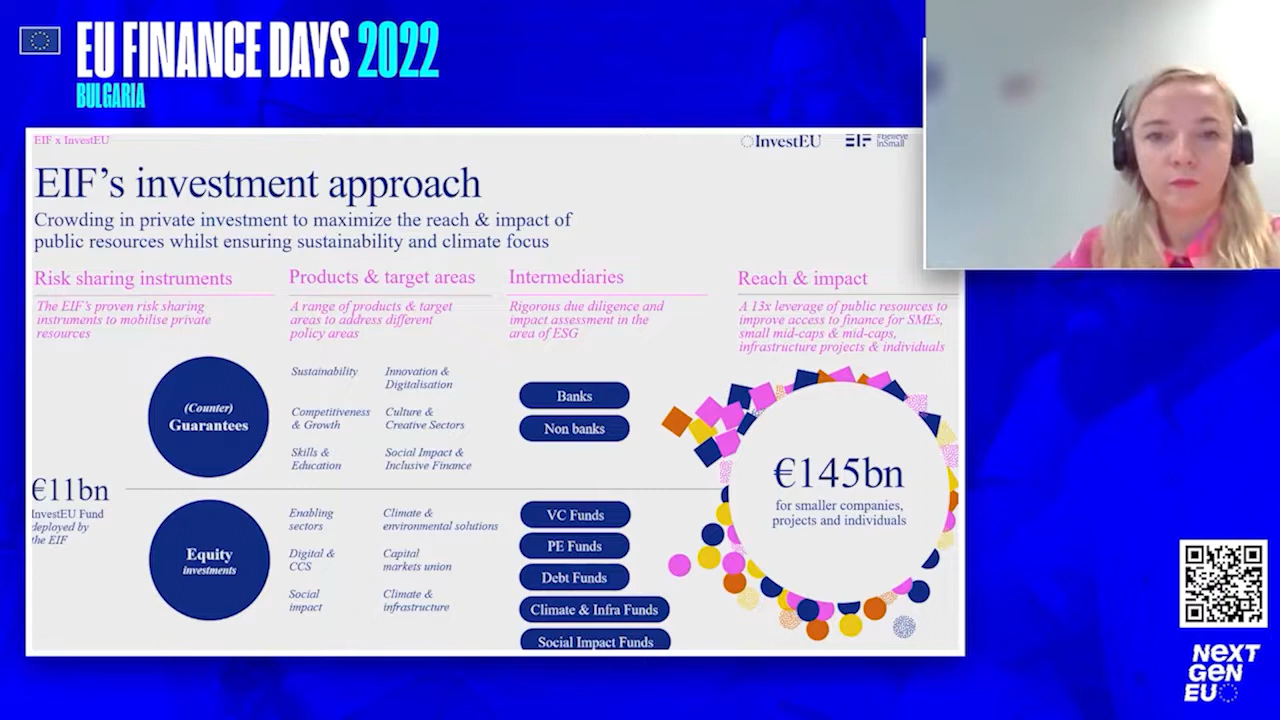 EU FINANCE DAYS 2022
BULGARIA
EIF x InvestEU
InvestEU
EIF
#Believe
InSmall
EIF’s investment approach
Crowding in private investment to maximize the reach & impact of
public resources whilst ensuring sustainability and climate focus
Risk sharing instruments
The EIF’s proven risk sharing
instruments to mobilise private
resources
Products & target areas
A range of products & target
areas to address different
policy areas
Intermediaries
Rigorous due diligence and
impact assessment in the
area of ESG
Reach & impact
A 13x leverage of public resources to
improve access to finance for SMEs,
small mid-caps & mid-caps,
infrastructure projects & individuals
€11bn
InvestEU Fund
deployed by
the EIF
(Counter)
Guarantees
Sustainability
Innovation &
Digitalisation
Competitiveness
& Growth
Culture &
Creative Sectors
Skills &
Education
Social Impact &
Inclusive Finance
Banks
Non banks
Equity
investments
Enabling
sectors
Climate &
environmental solutions
Digital &
CCS
Capital
markets union
Social
impact
Climate &
infrastructure
VC Funds
PE Funds
Debt Funds
Climate & Infra Funds
Social Impact Funds
€145bn
for smaller companies,
projects and individuals
NEXT
GEN
EU